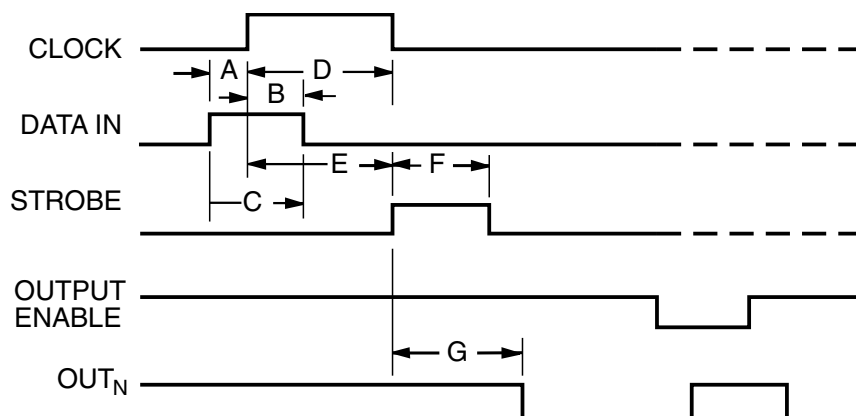 CLOCK
A D
B
DATA IN
E F
C
STROBE
OUTPUT
ENABLE
G
OUTN